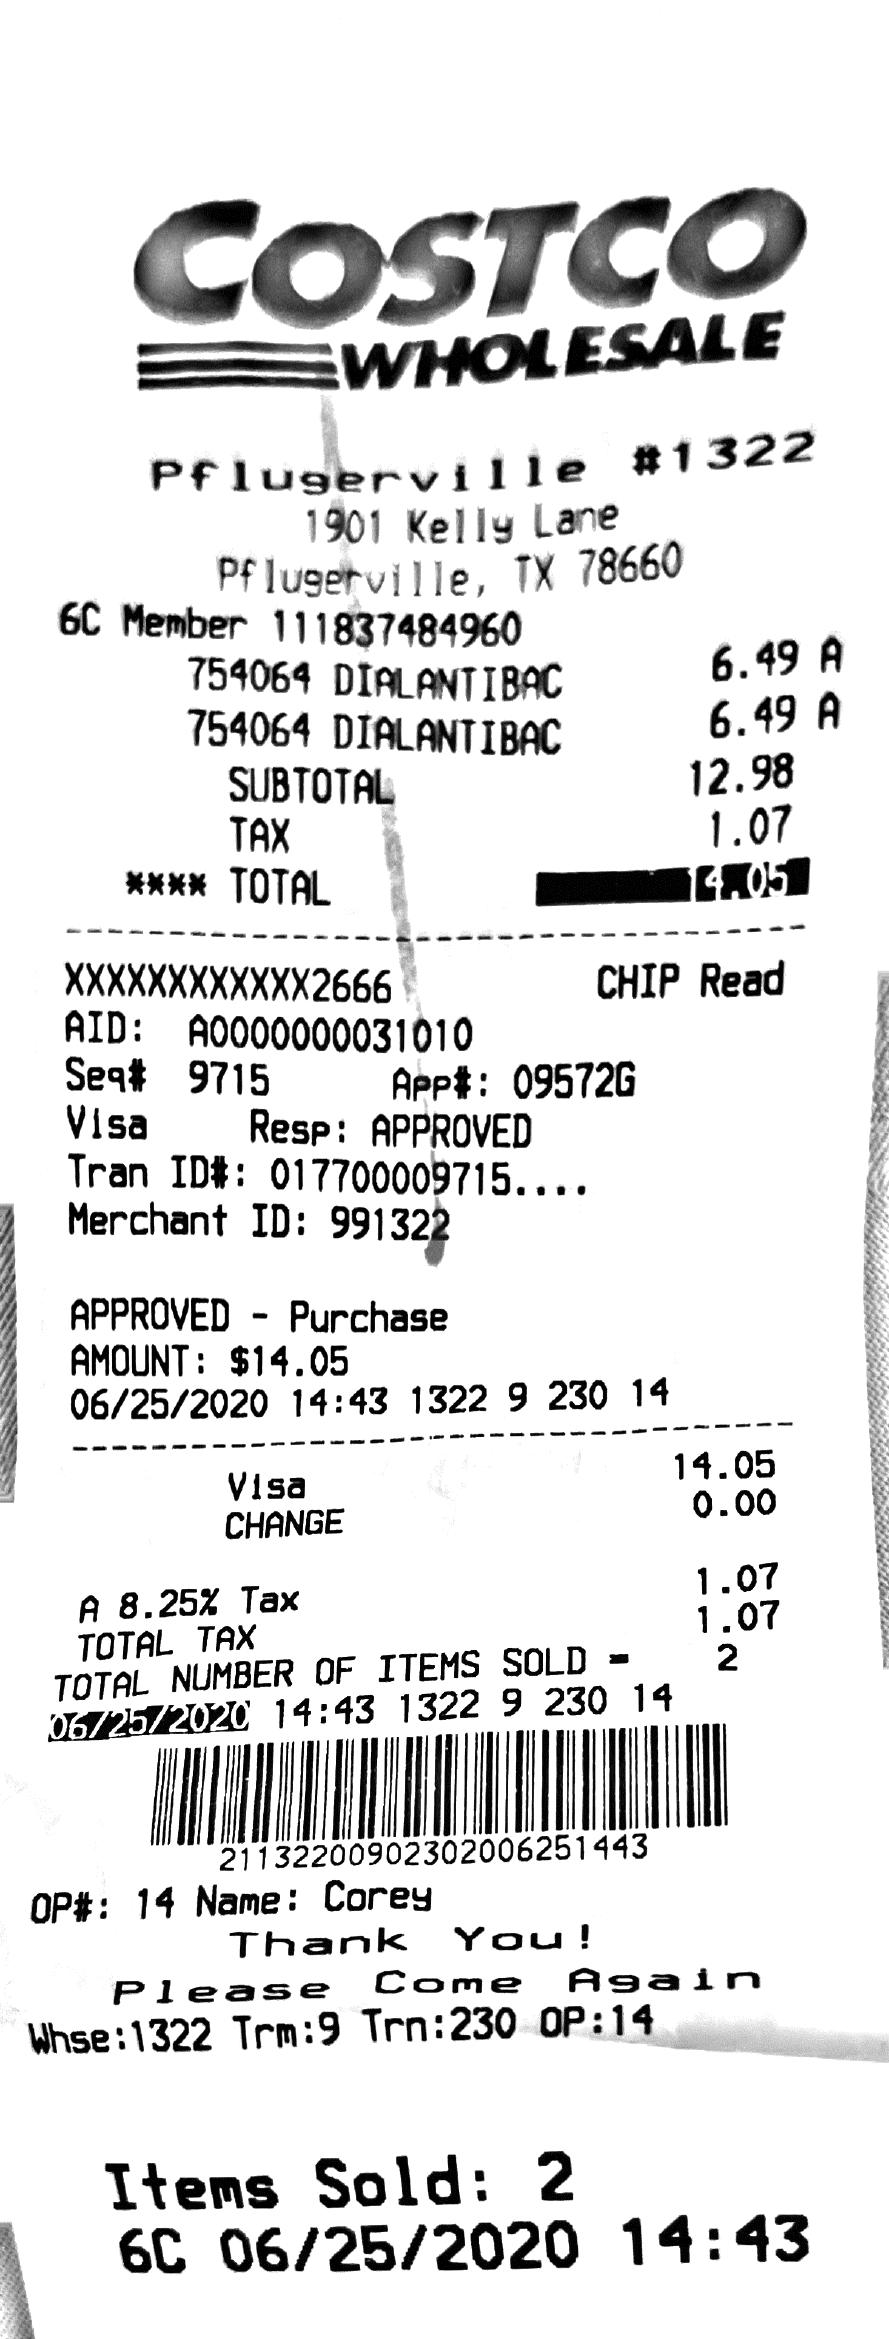 COSTCO
WHOLESALE
Pflugerville #1322
1901 Kelly Lane
Pflugerville, TX 78660
6C Member 111837484960
754064 DIALANTIBAC 6.49 A
754064 DIALANTIBAC 6.49 A
SUBTOTAL 12.98
TAX 1.07
**** TOTAL
XXXXXXXXXXXX2666 CHIP Read
AID: A0000000031010
Seq# 9715 App#: 09572G
Visa Resp: APPROVED
Tran ID#: 017700009715....
Merchant ID: 991322
APPROVED - Purchase
AMOUNT: $14.05
06/25/2020 14:43 1322 9 230 14
Visa 14.05
CHANGE 0.00
A 8.25% Tax 1.07
TOTAL TAX 1.07
TOTAL NUMBER OF ITEMS SOLD = 2
06/25/2020 14:43 1322 9 230 14
21132200902302006251443
OP#: 14 Name: Corey
Thank You!
Please Come Again
Whse:1322 Trm:9 Trn:230 OP:14
Items Sold: 2
6C 06/25/2020 14:43